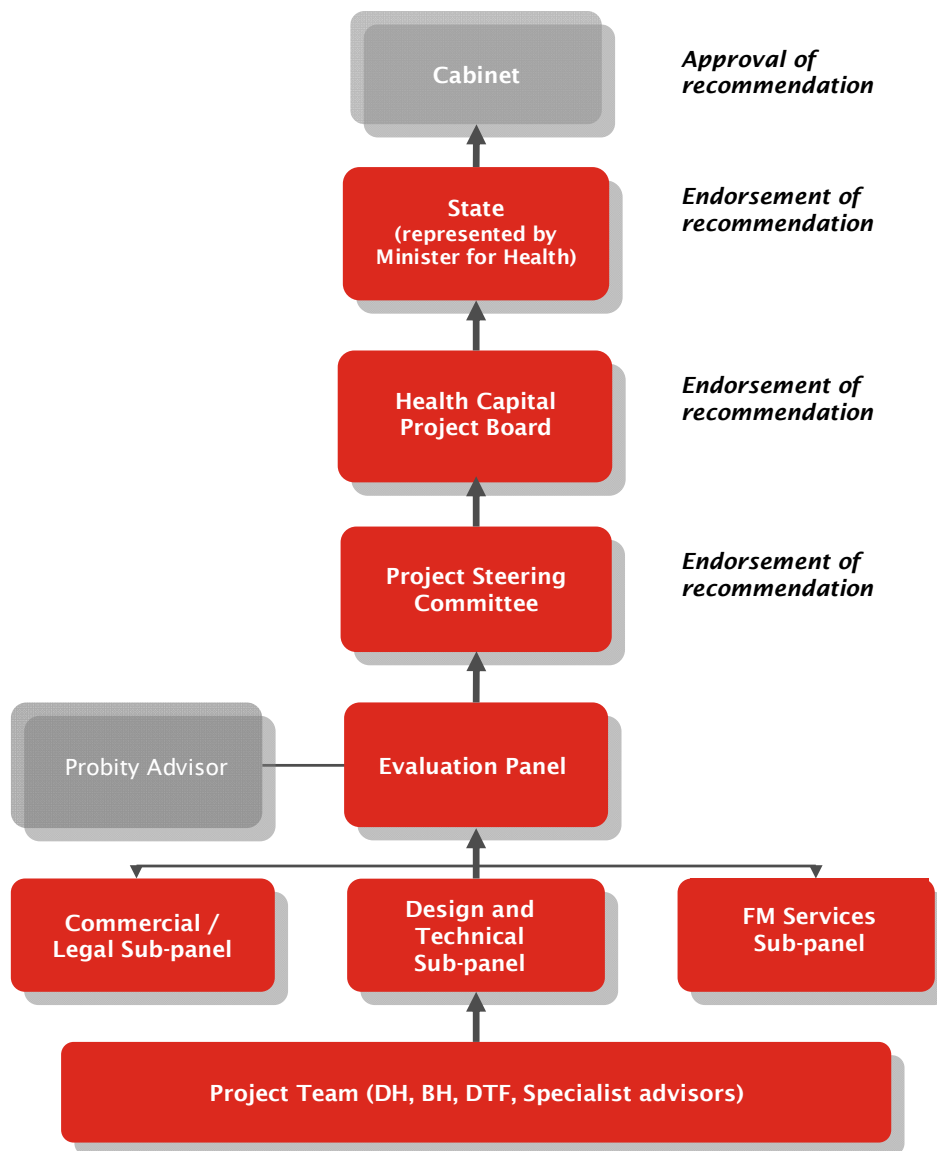 Cabinet
Approval of
recommendation
State
(represented by
Minister for Health)
Endorsement of
recommendation
Health Capital
Project Board
Endorsement of
recommendation
Project Steering
Committee
Endorsement of
recommendation
Probity Advisor
Evaluation Panel
Commercial /
Legal Sub-panel
Design and
Technical
Sub-panel
FM Services
Sub-panel
Project Team (DH, BH, DTF, Specialist advisors)